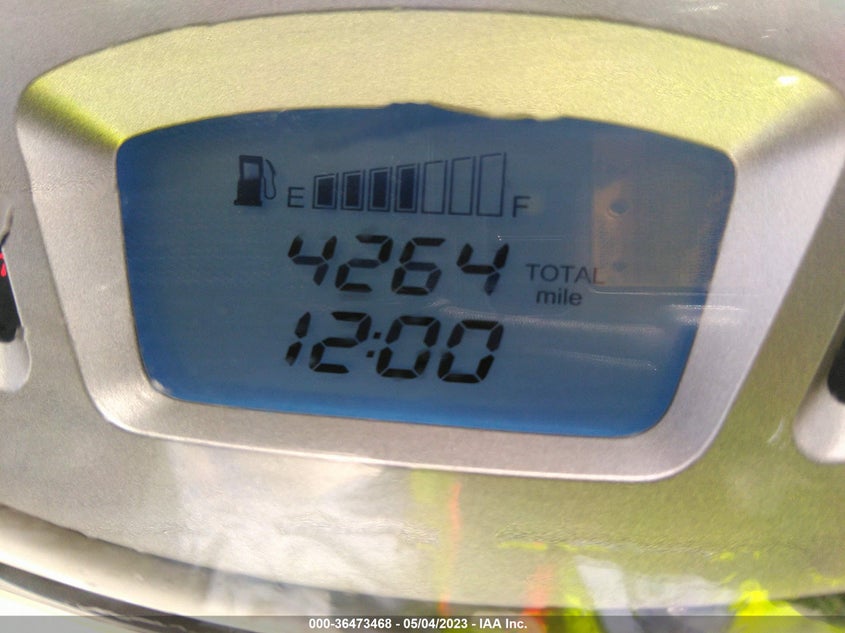 E F
4264 TOTAL
mile
12:00
000-36473468 - 05/04/2023 - IAA Inc.